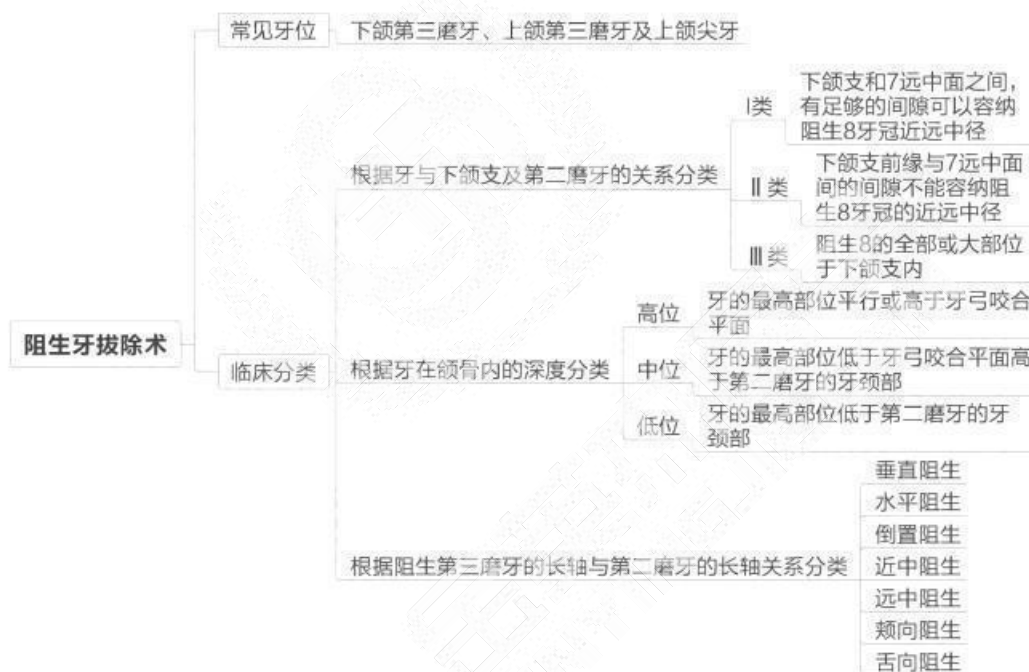 常见牙位
下颌第三磨牙、上颌第三磨牙及上颌尖牙
Ⅰ类
下颌支和7远中面之间，
有足够的间隙可以容纳
阻生8牙冠近远中径
根据牙与下颌支及第二磨牙的关系分类
Ⅱ类
下颌支前缘与7远中面
间的间隙不能容纳阻
生8牙冠的近远中径
Ⅲ类
阻生8的全部或大部位
于下颌支内
阻生牙拔除术
临床分类
根据牙在颌骨内的深度分类
高位
牙的最高部位平行或高于牙弓咬合
平面
中位
牙的最高部位低于牙弓咬合平面高
于第二磨牙的牙颈部
低位
牙的最高部位低于第二磨牙的牙
颈部
根据阻生第三磨牙的长轴与第二磨牙的长轴关系分类
垂直阻生
水平阻生
倒置阻生
近中阻生
远中阻生
颊向阻生
舌向阻生